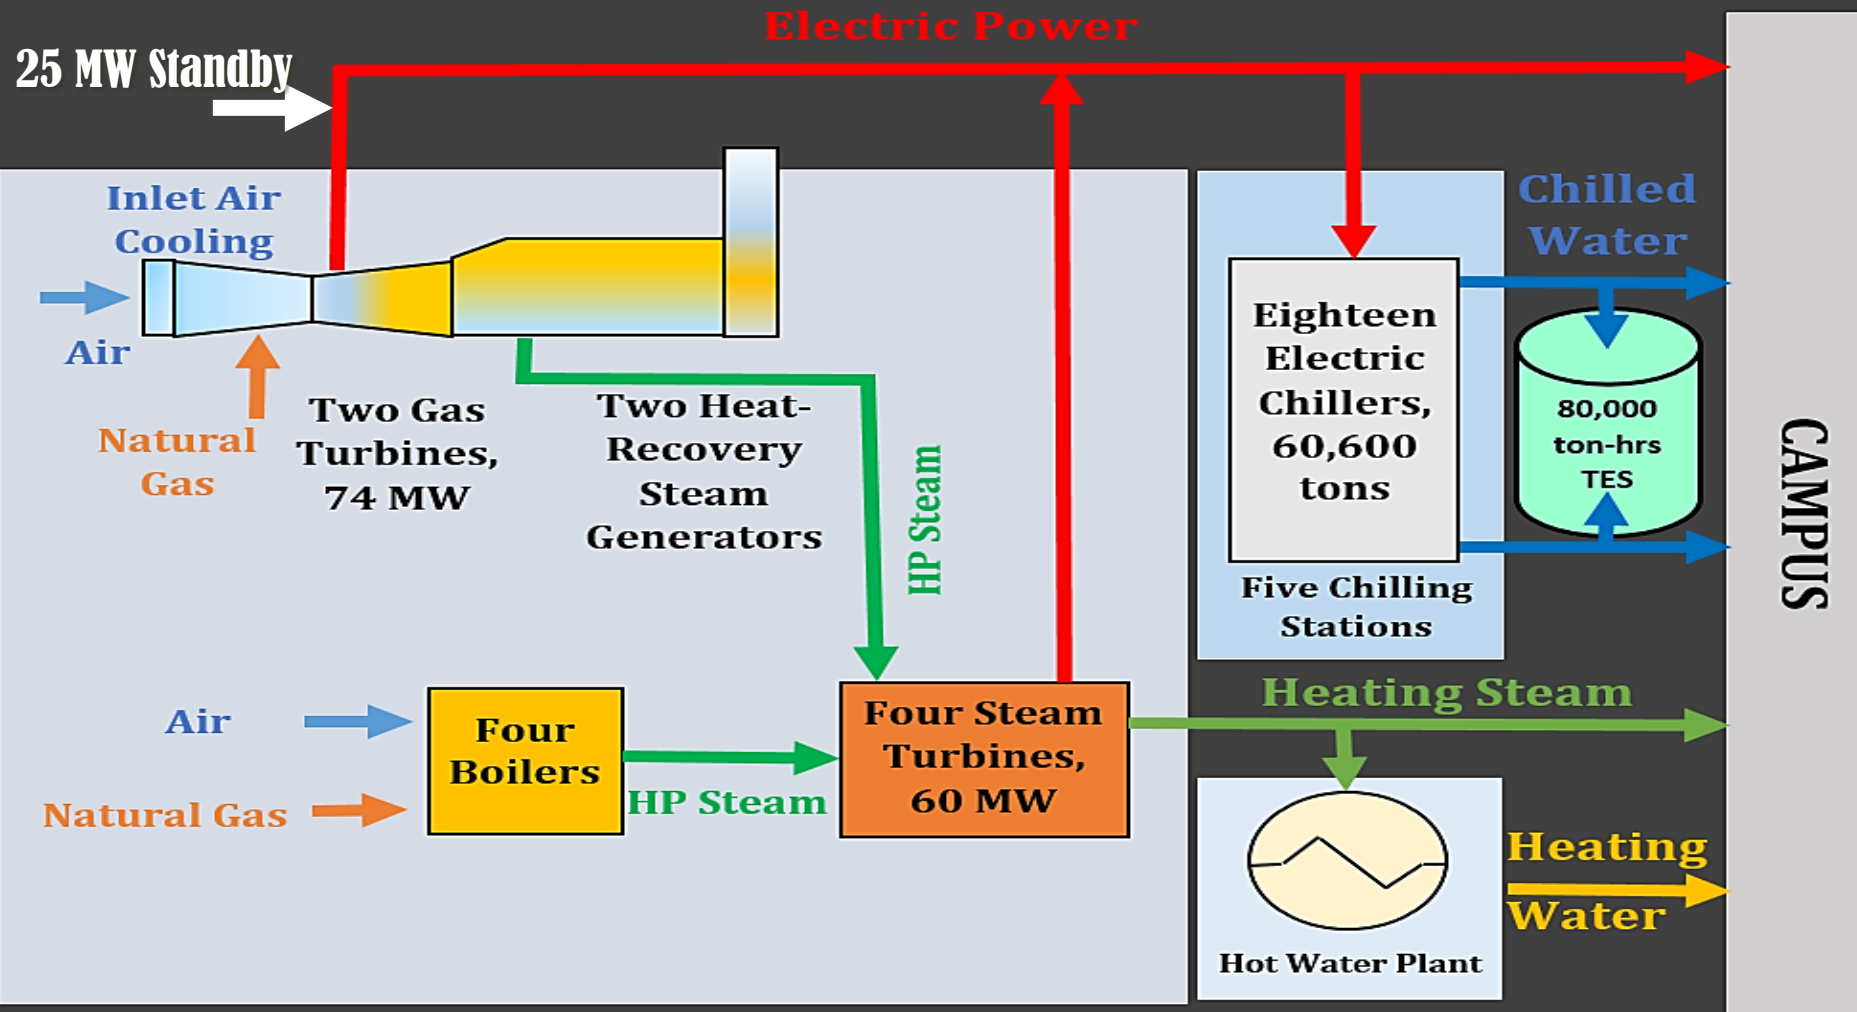 Electric Power
25 MW Standby
Inlet Air
Cooling
Air
Natural
Gas
Two Gas
Turbines,
74 MW
Two Heat-
Recovery
Steam
Generators
HP Steam
Air
Natural Gas
Four
Boilers
HP Steam
Four Steam
Turbines,
60 MW
Eighteen
Electric
Chillers,
60,600
tons
Five Chilling
Stations
Chilled
Water
80,000
ton-hrs
TES
Heating Steam
Hot Water Plant
Heating
Water
CAMPUS